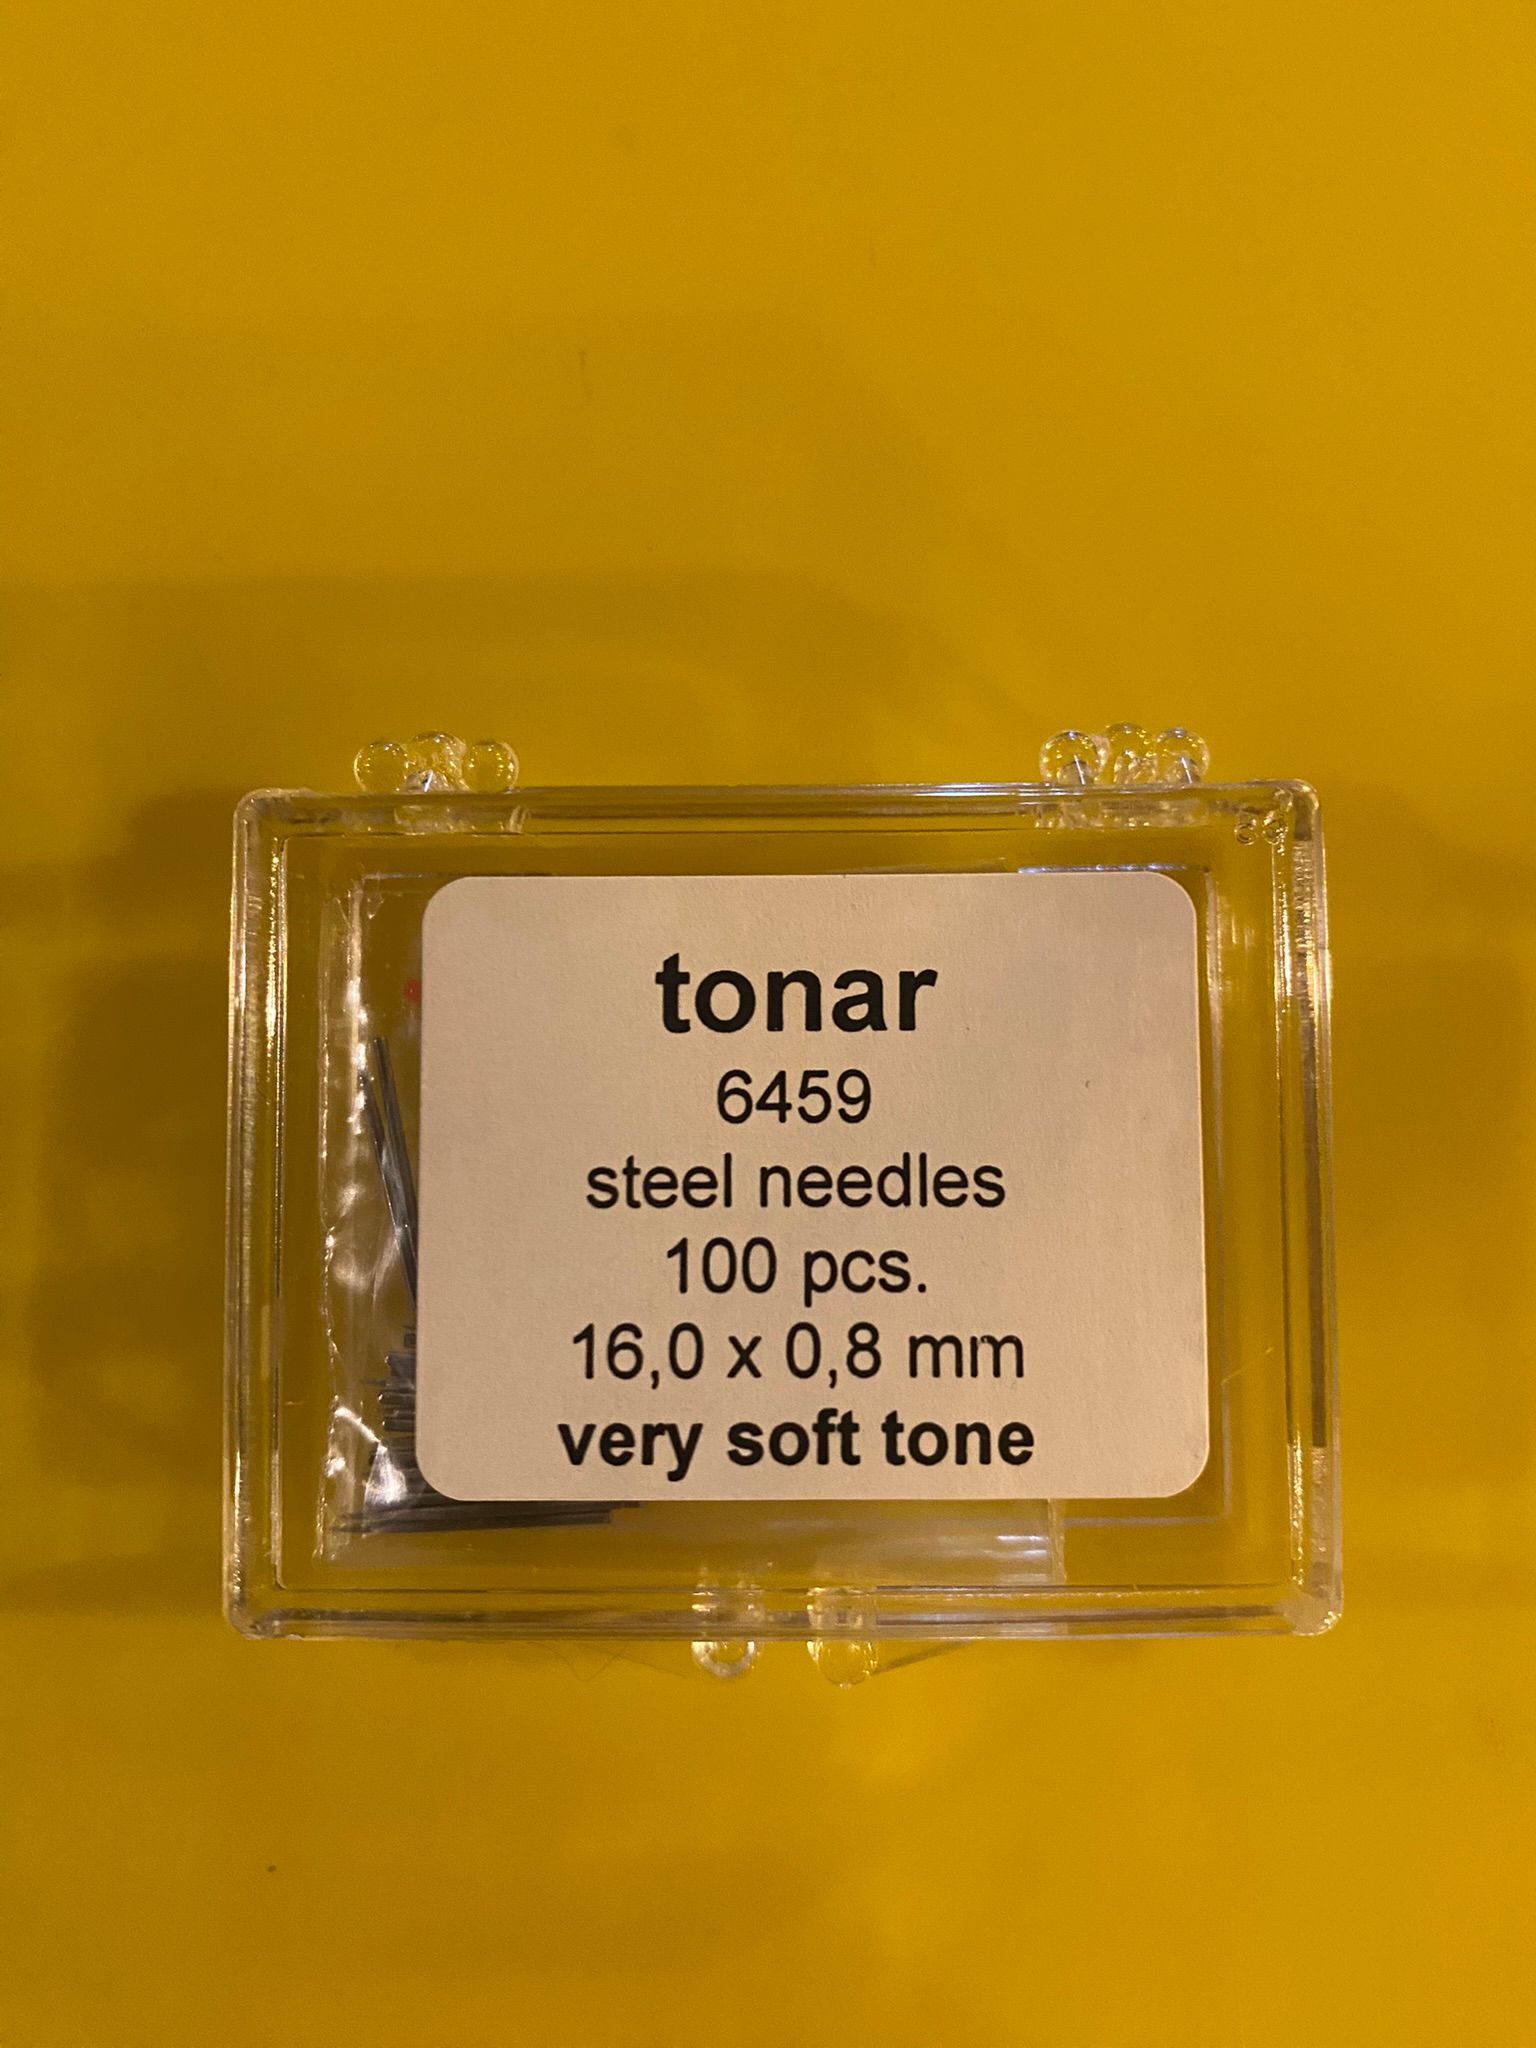 tonar
6459
steel needles
100 pcs.
16,0 x 0,8 mm
very soft tone